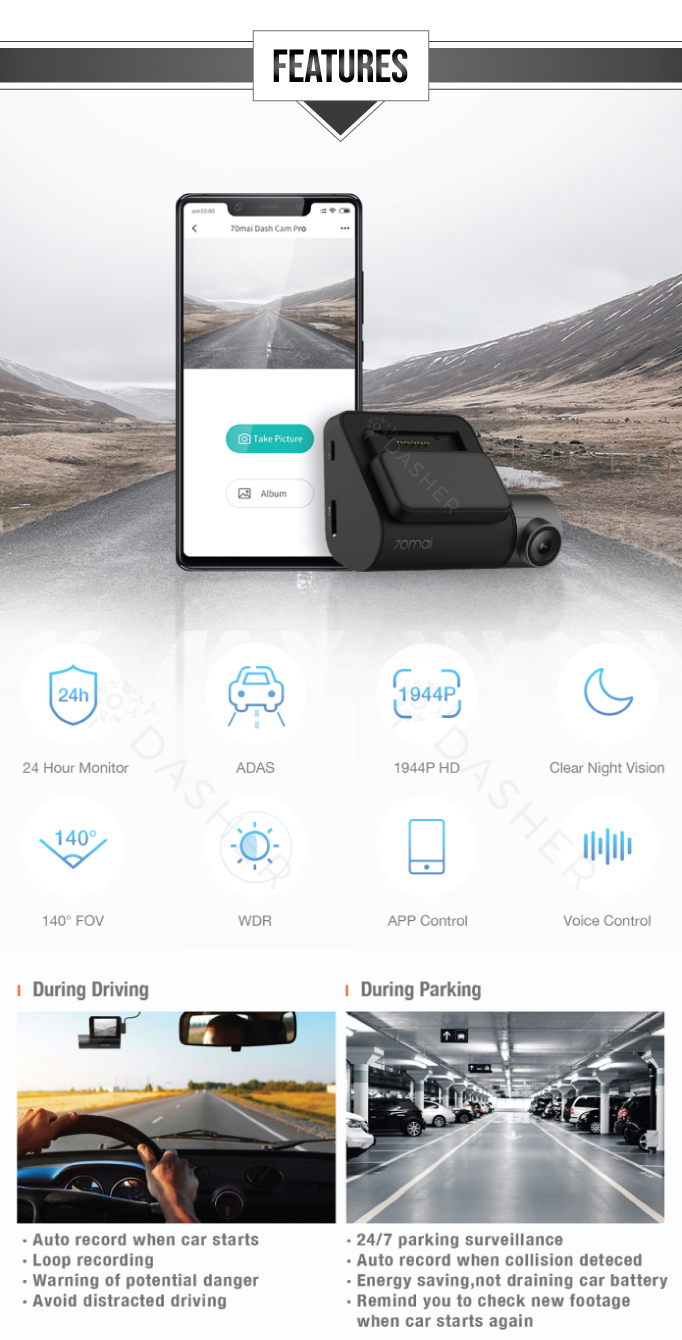 FEATURES
am10:00
70mai Dash Cam Pro
Take Picture
Album
DASHER
70mai
24h
1944P
24 Hour Monitor
ADAS
1944P HD
Clear Night Vision
DASHER
DASHER
140°
140° FOV
WDR
APP Control
Voice Control
During Driving
During Parking
· Auto record when car starts
· Loop recording
· Warning of potential danger
· Avoid distracted driving
· 24/7 parking surveillance
· Auto record when collision deteced
· Energy saving,not draining car battery
· Remind you to check new footage
when car starts again